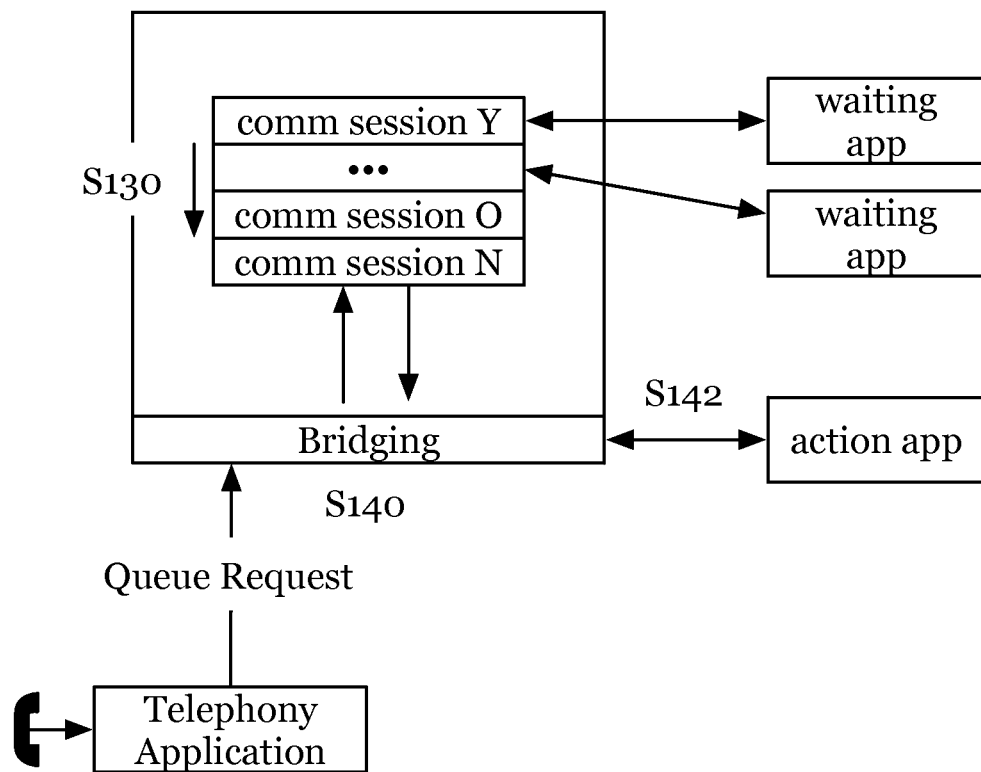 comm session Y
•••
comm session O
comm session N
S130
waiting
app
waiting
app
S142
action app
Bridging
S140
Queue Request
Telephony
Application